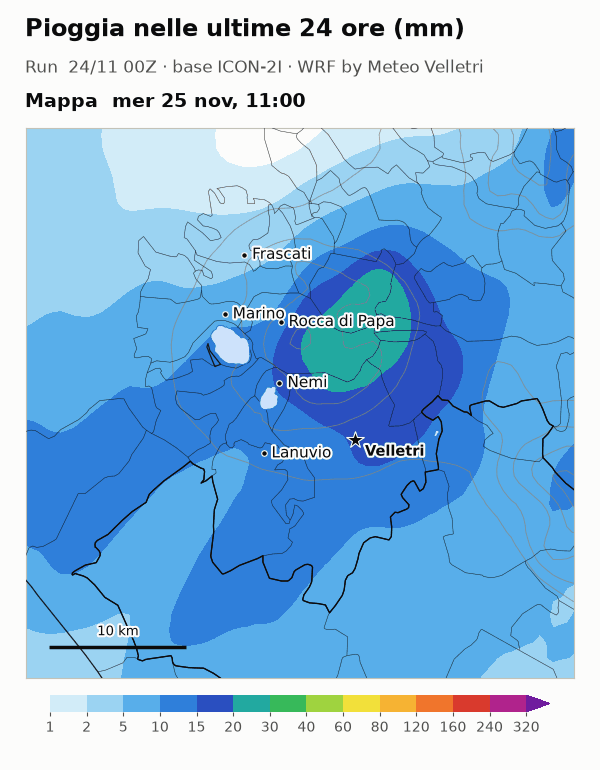 Pioggia nelle ultime 24 ore (mm)
Run 24/11 00Z · base ICON-2I · WRF by Meteo Velletri
Mappa mer 25 nov, 11:00
Frascati
Marino
Rocca di Papa
Nemi
Velletri
Lanuvio
10 km
1 2 5 10 15 20 30 40 60 80 120 160 240 320